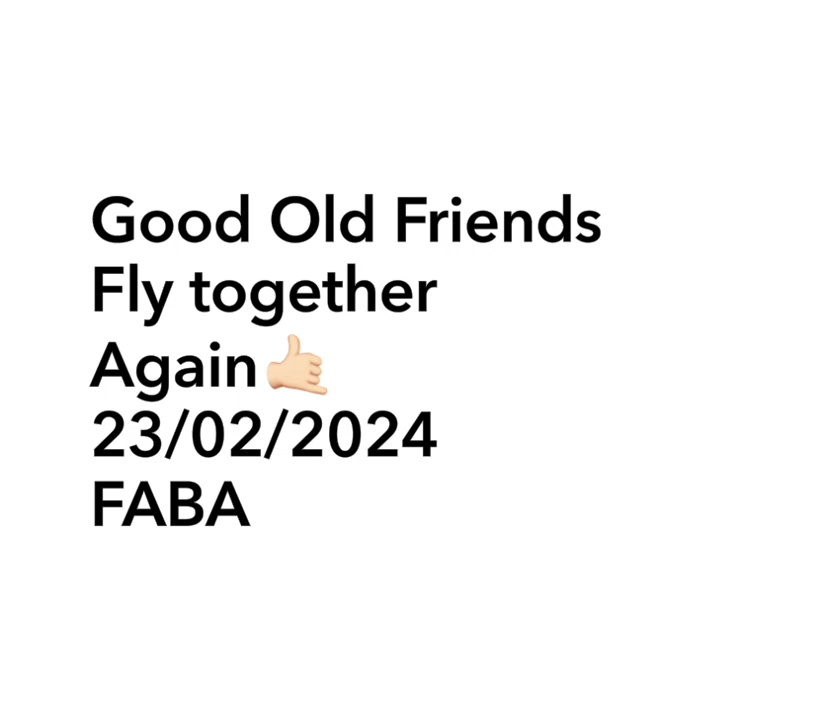 Good Old Friends
Fly together
Again🤙🏻
23/02/2024
FABA